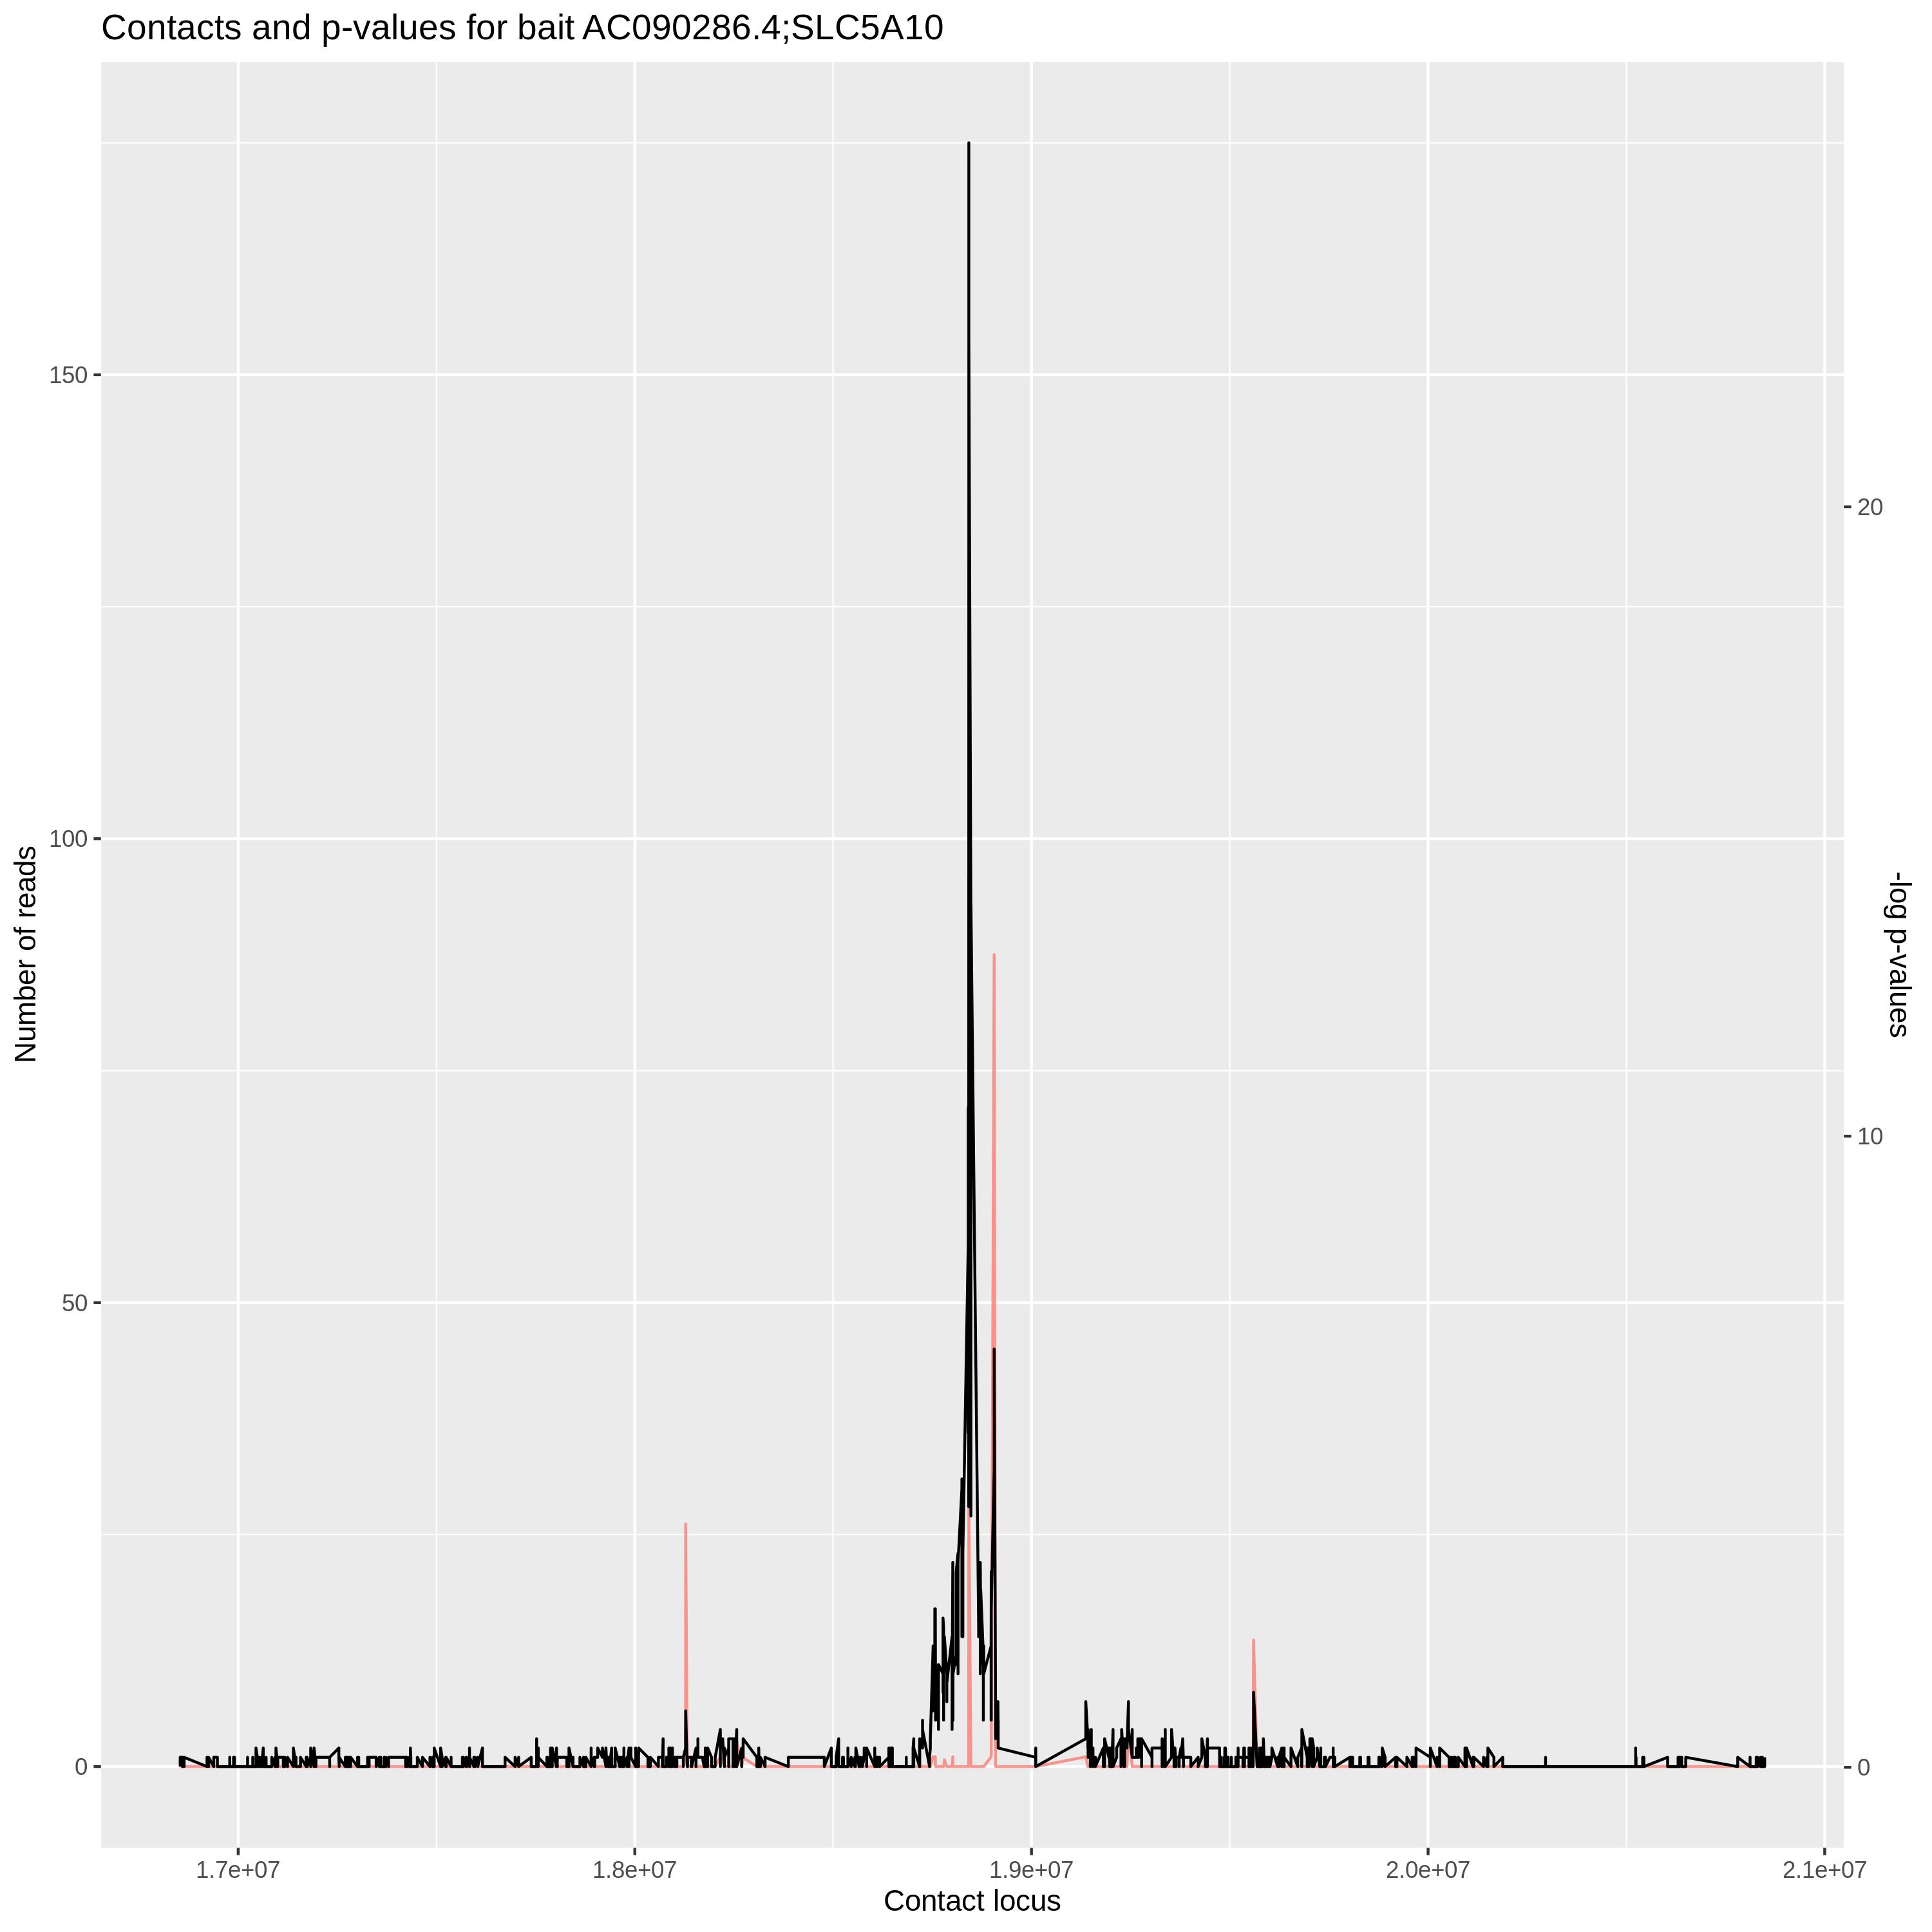 Contacts and p-values for bait AC090286.4;SLC5A10
150
100
50
0
Number of reads
20
10
0
-log p-values
1.7e+07
1.8e+07
1.9e+07
2.0e+07
2.1e+07
Contact locus